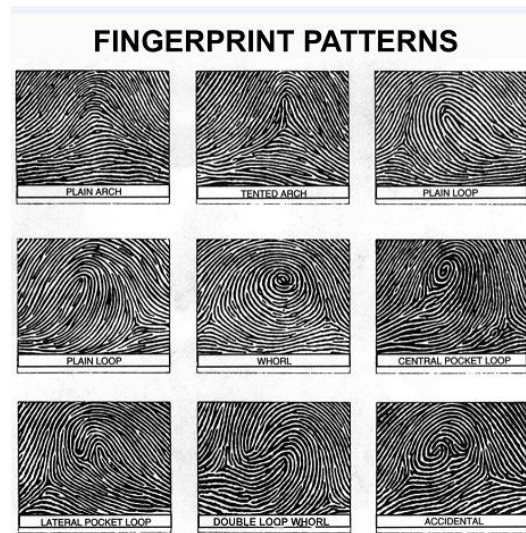 FINGERPRINT PATTERNS
PLAIN ARCH
TENTED ARCH
PLAIN LOOP
PLAIN LOOP
WHORL
CENTRAL POCKET LOOP
LATERAL POCKET LOOP
DOUBLE LOOP WHORL
ACCIDENTAL